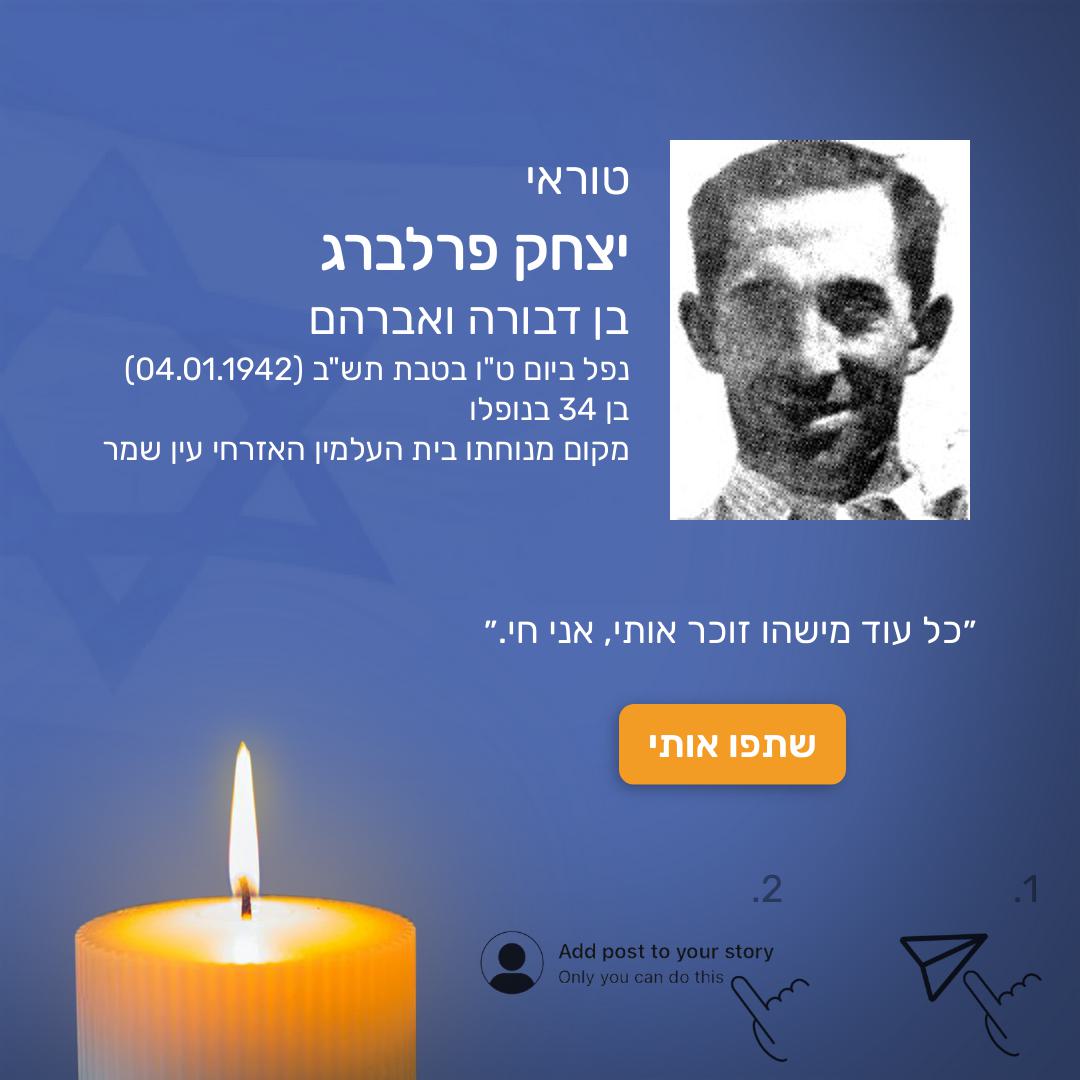 טוראי
יצחק פרלברג
בן דבורה ואברהם
נפל ביום ט"ו בטבת תש"ב (04.01.1942)
בן 34 בנופלו
מקום מנוחתו בית העלמין האזרחי עין שמר
״כל עוד מישהו זוכר אותי, אני חי.״
שתפו אותי
.1
.2
Add post to your story
Only you can do this